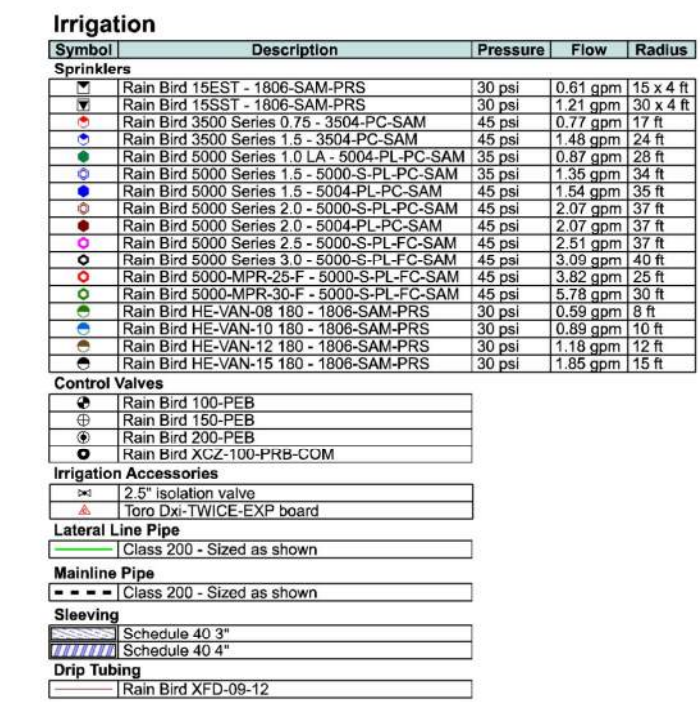 Irrigation
Symbol Description Pressure Flow Radius
Sprinklers
Rain Bird 15EST - 1806-SAM-PRS 30 psi 0.61 gpm 15 x 4 ft
Rain Bird 15SST - 1806-SAM-PRS 30 psi 1.21 gpm 30 x 4 ft
Rain Bird 3500 Series 0.75 - 3504-PC-SAM 45 psi 0.77 gpm 17 ft
Rain Bird 3500 Series 1.5 - 3504-PC-SAM 45 psi 1.48 gpm 24 ft
Rain Bird 5000 Series 1.0 LA - 5004-PL-PC-SAM 35 psi 0.87 gpm 28 ft
Rain Bird 5000 Series 1.5 - 5000-S-PL-PC-SAM 35 psi 1.35 gpm 34 ft
Rain Bird 5000 Series 1.5 - 5004-PL-PC-SAM 45 psi 1.54 gpm 35 ft
Rain Bird 5000 Series 2.0 - 5000-S-PL-PC-SAM 45 psi 2.07 gpm 37 ft
Rain Bird 5000 Series 2.0 - 5004-PL-PC-SAM 45 psi 2.07 gpm 37 ft
Rain Bird 5000 Series 2.5 - 5000-S-PL-FC-SAM 45 psi 2.51 gpm 37 ft
Rain Bird 5000 Series 3.0 - 5000-S-PL-FC-SAM 45 psi 3.09 gpm 40 ft
Rain Bird 5000-MPR-25-F - 5000-S-PL-FC-SAM 45 psi 3.82 gpm 25 ft
Rain Bird 5000-MPR-30-F - 5000-S-PL-FC-SAM 45 psi 5.78 gpm 30 ft
Rain Bird HE-VAN-08 180 - 1806-SAM-PRS 30 psi 0.59 gpm 8 ft
Rain Bird HE-VAN-10 180 - 1806-SAM-PRS 30 psi 0.89 gpm 10 ft
Rain Bird HE-VAN-12 180 - 1806-SAM-PRS 30 psi 1.18 gpm 12 ft
Rain Bird HE-VAN-15 180 - 1806-SAM-PRS 30 psi 1.85 gpm 15 ft
Control Valves
Rain Bird 100-PEB
Rain Bird 150-PEB
Rain Bird 200-PEB
Rain Bird XCZ-100-PRB-COM
Irrigation Accessories
2.5" isolation valve
Toro Dxi-TWICE-EXP board
Lateral Line Pipe
Class 200 - Sized as shown
Mainline Pipe
Class 200 - Sized as shown
Sleeving
Schedule 40 3"
Schedule 40 4"
Drip Tubing
Rain Bird XFD-09-12